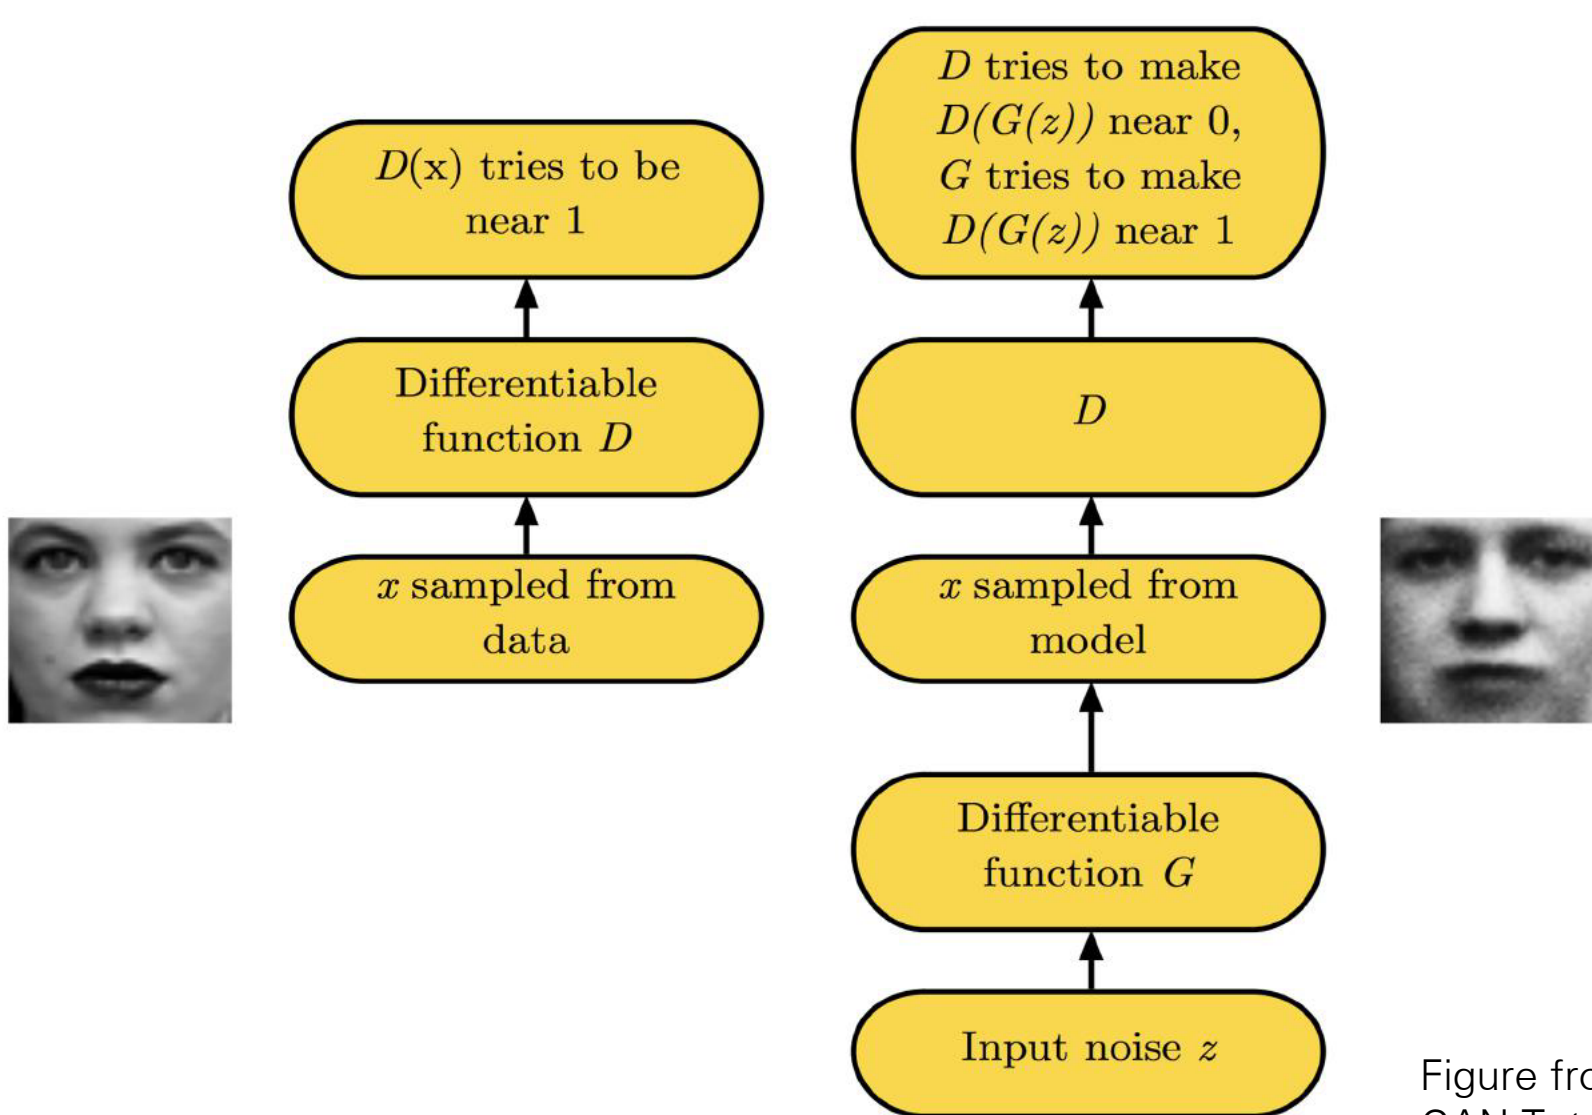 D(x) tries to be
near 1
Differentiable
function D
x sampled from
data
D tries to make
D(G(z)) near 0,
G tries to make
D(G(z)) near 1
D
x sampled from
model
Differentiable
function G
Input noise z
Figure